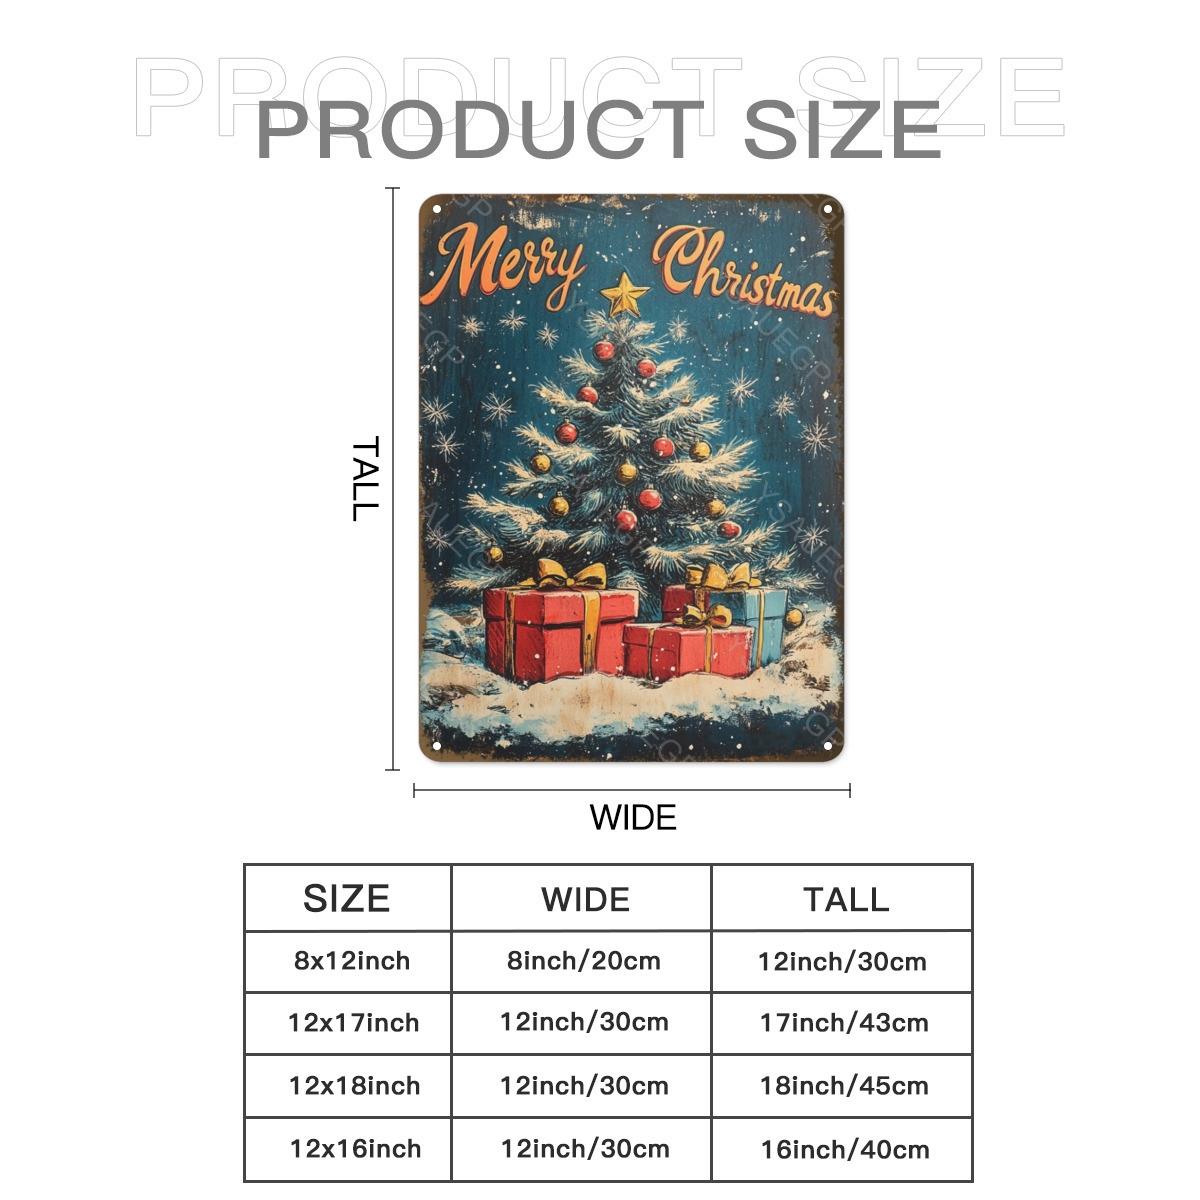 PRODUCT SIZE
PRODUCT SIZE
Merry Christmas
TALL
WIDE
SIZE WIDE TALL
8x12inch 8inch/20cm 12inch/30cm
12x17inch 12inch/30cm 17inch/43cm
12x18inch 12inch/30cm 18inch/45cm
12x16inch 12inch/30cm 16inch/40cm